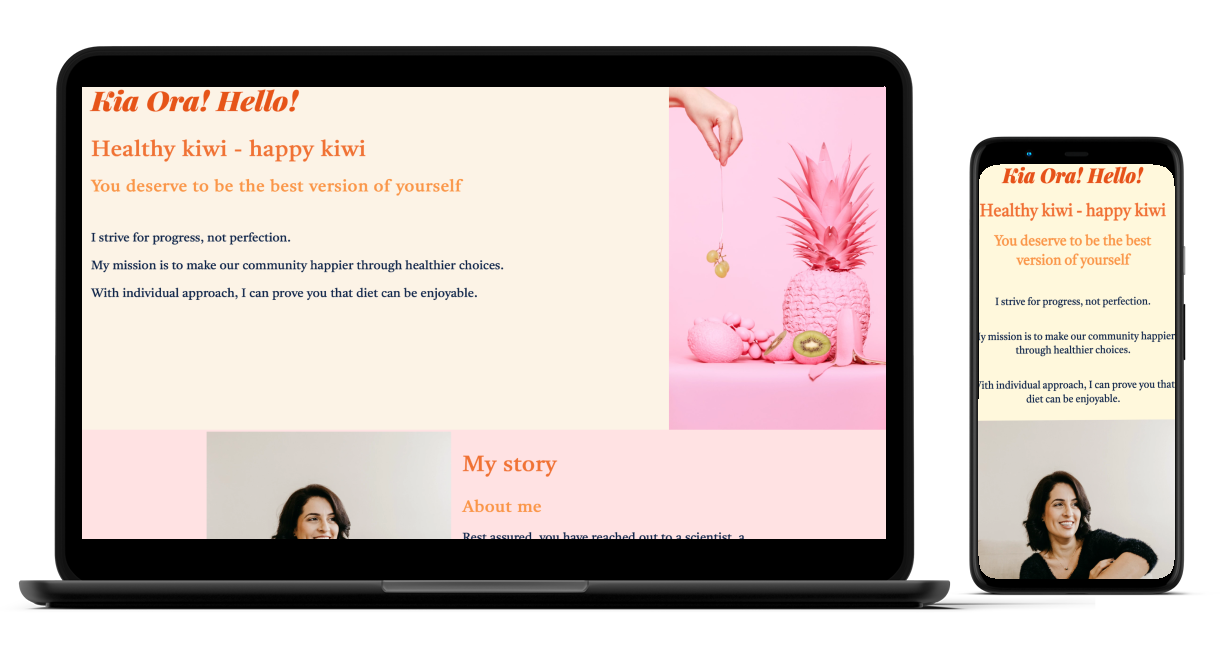 Kia Ora! Hello!
Healthy kiwi - happy kiwi
You deserve to be the best version of yourself
I strive for progress, not perfection.
My mission is to make our community happier through healthier choices.
With individual approach, I can prove you that diet can be enjoyable.
My story
About me
Rest assured, you have reached out to a scientist, a
Kia Ora! Hello!
Healthy kiwi - happy kiwi
You deserve to be the best
version of yourself
I strive for progress, not perfection.
My mission is to make our community happier
through healthier choices.
With individual approach, I can prove you that
diet can be enjoyable.